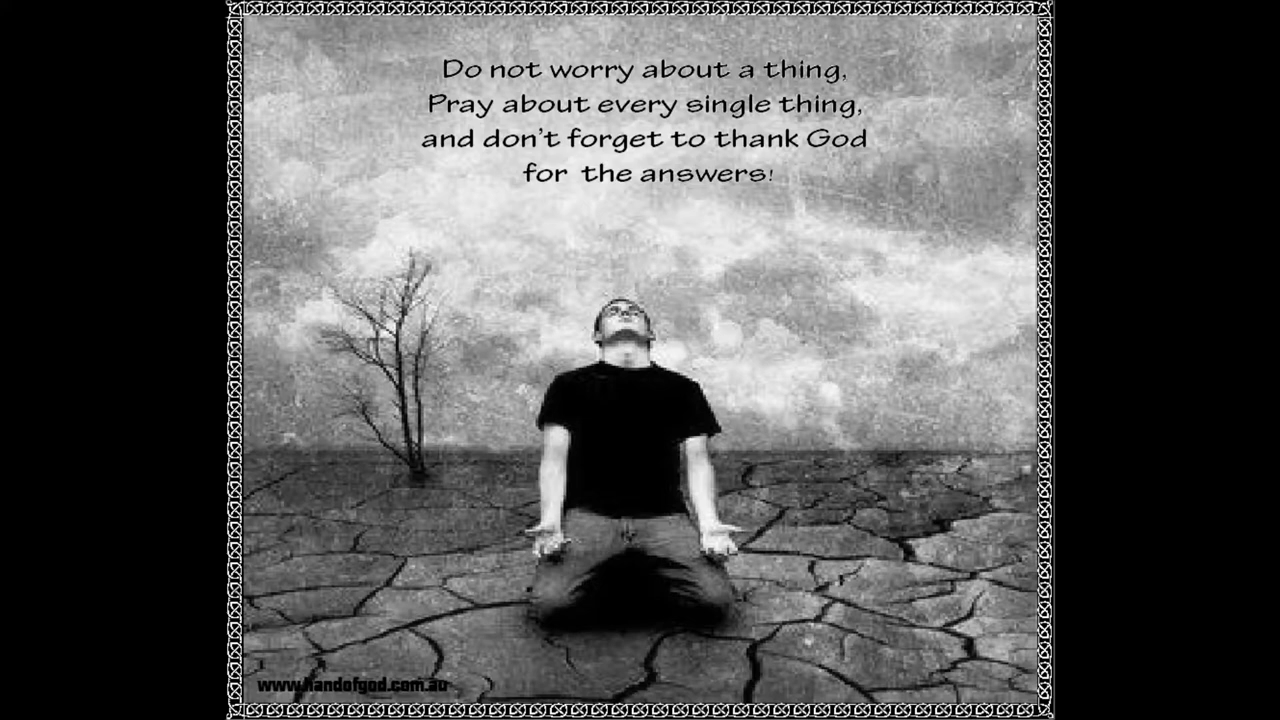 Do not worry about a thing,
Pray about every single thing,
and don't forget to thank God
for the answers!
www.handofgod.com.au